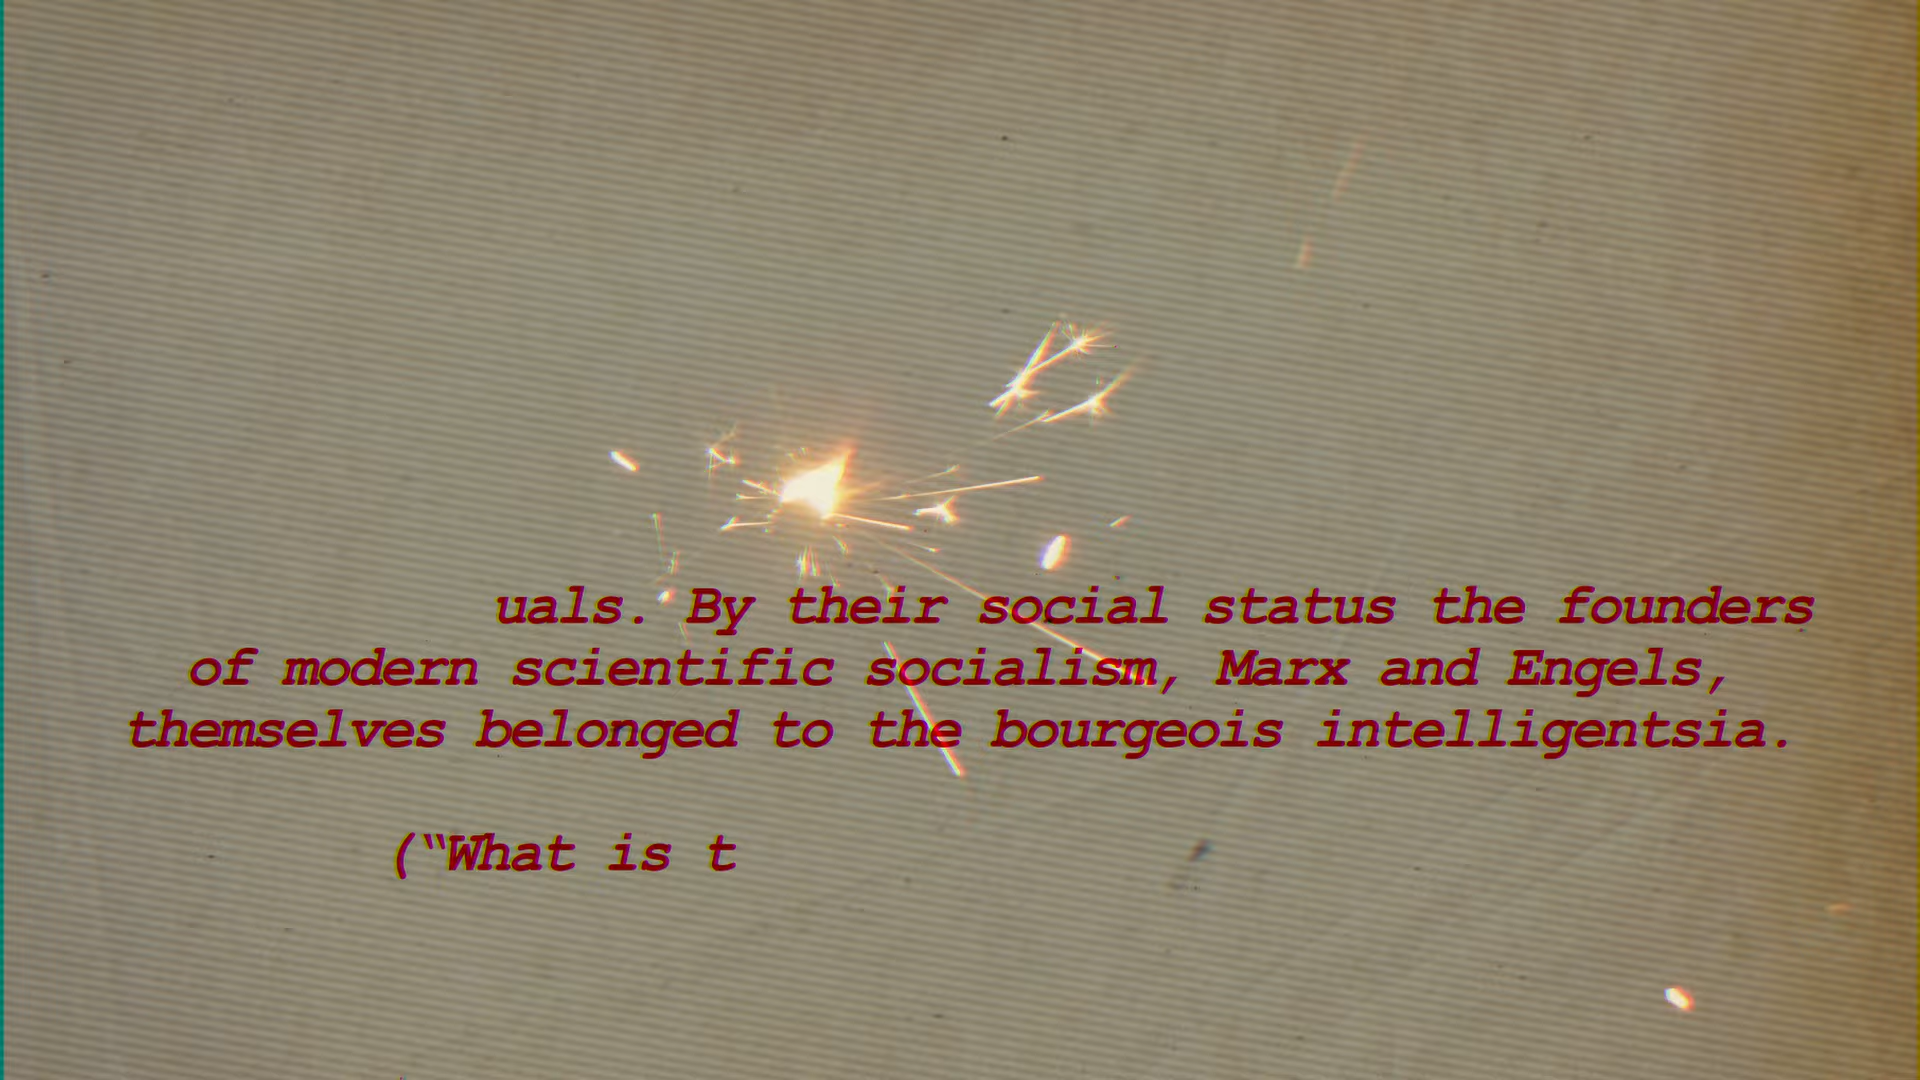 uals. By their social status the founders
of modern scientific socialism, Marx and Engels,
themselves belonged to the bourgeois intelligentsia.
(“What is t